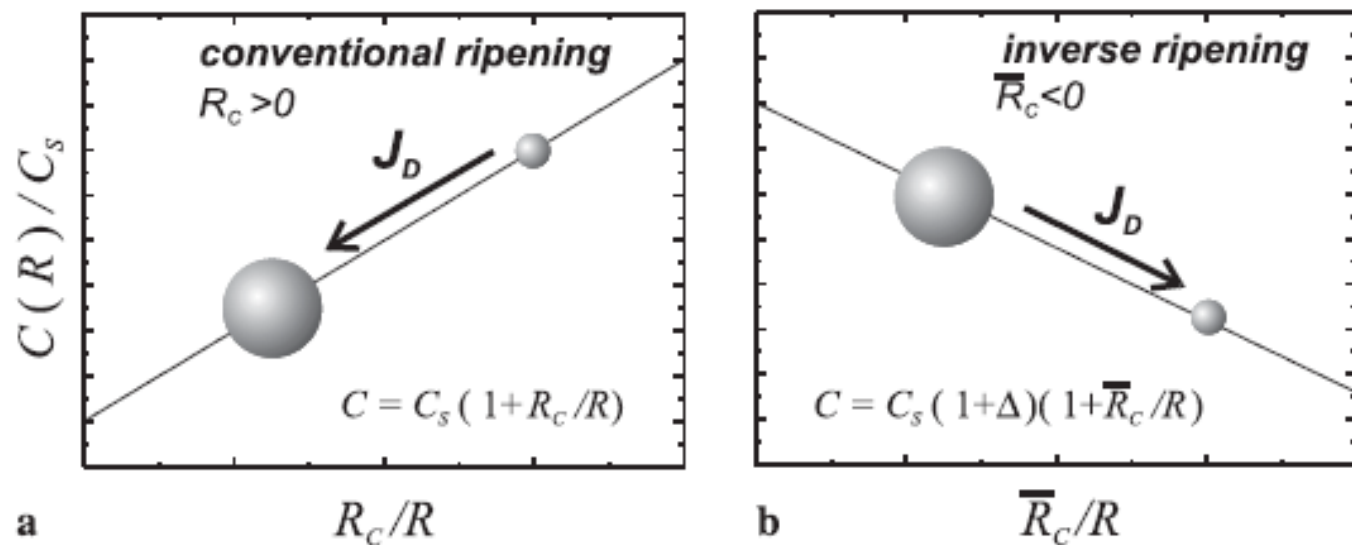 conventional ripening
R_c >0
J_D
C = C_s ( 1+ R_c /R)
C ( R ) / C_s
R_C /R
a
inverse ripening
R̅_c<0
J_D
C = C_s ( 1+Δ)( 1+R̅_c /R)
R̅_C /R
b